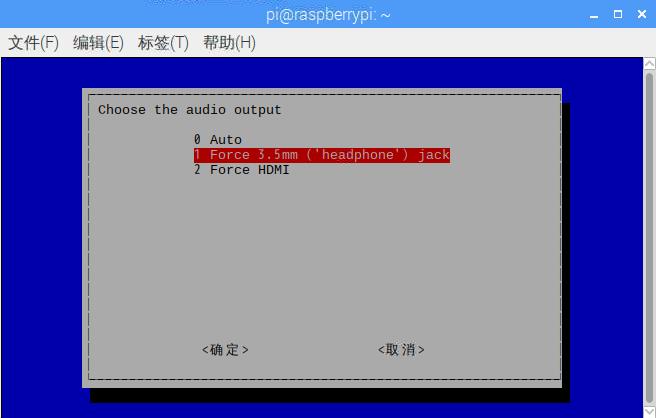 pi@raspberrypi: ~
文件(F) 编辑(E) 标签(T) 帮助(H)
Choose the audio output
0 Auto
1 Force 3.5mm ('headphone') jack
2 Force HDMI
<确定> <取消>